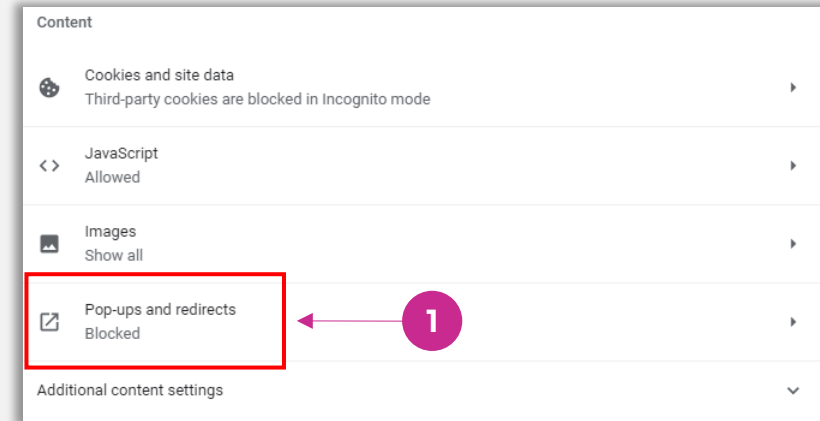 Content
Cookies and site data
Third-party cookies are blocked in Incognito mode
JavaScript
Allowed
Images
Show all
Pop-ups and redirects
Blocked
1
Additional content settings